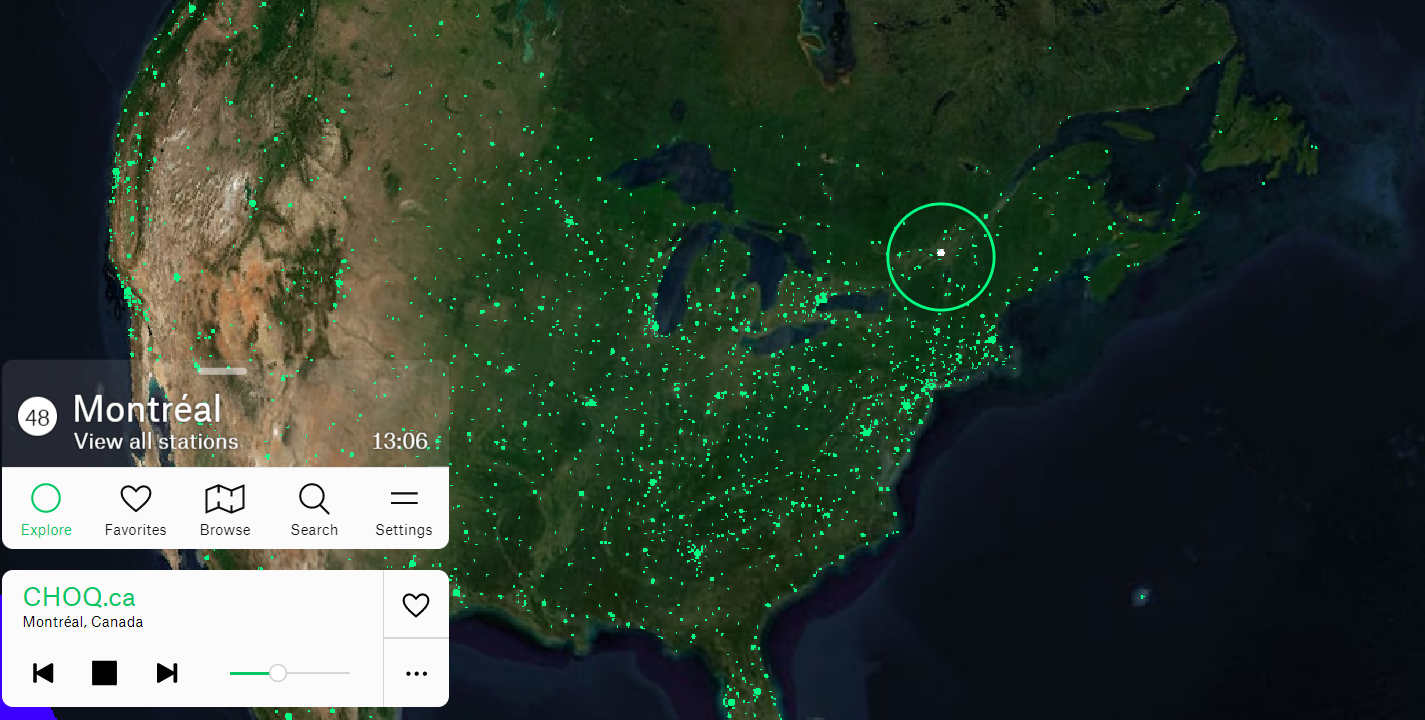 48
Montréal
View all stations
13:06
Explore
Favorites
Browse
Search
Settings
CHOQ.ca
Montréal, Canada